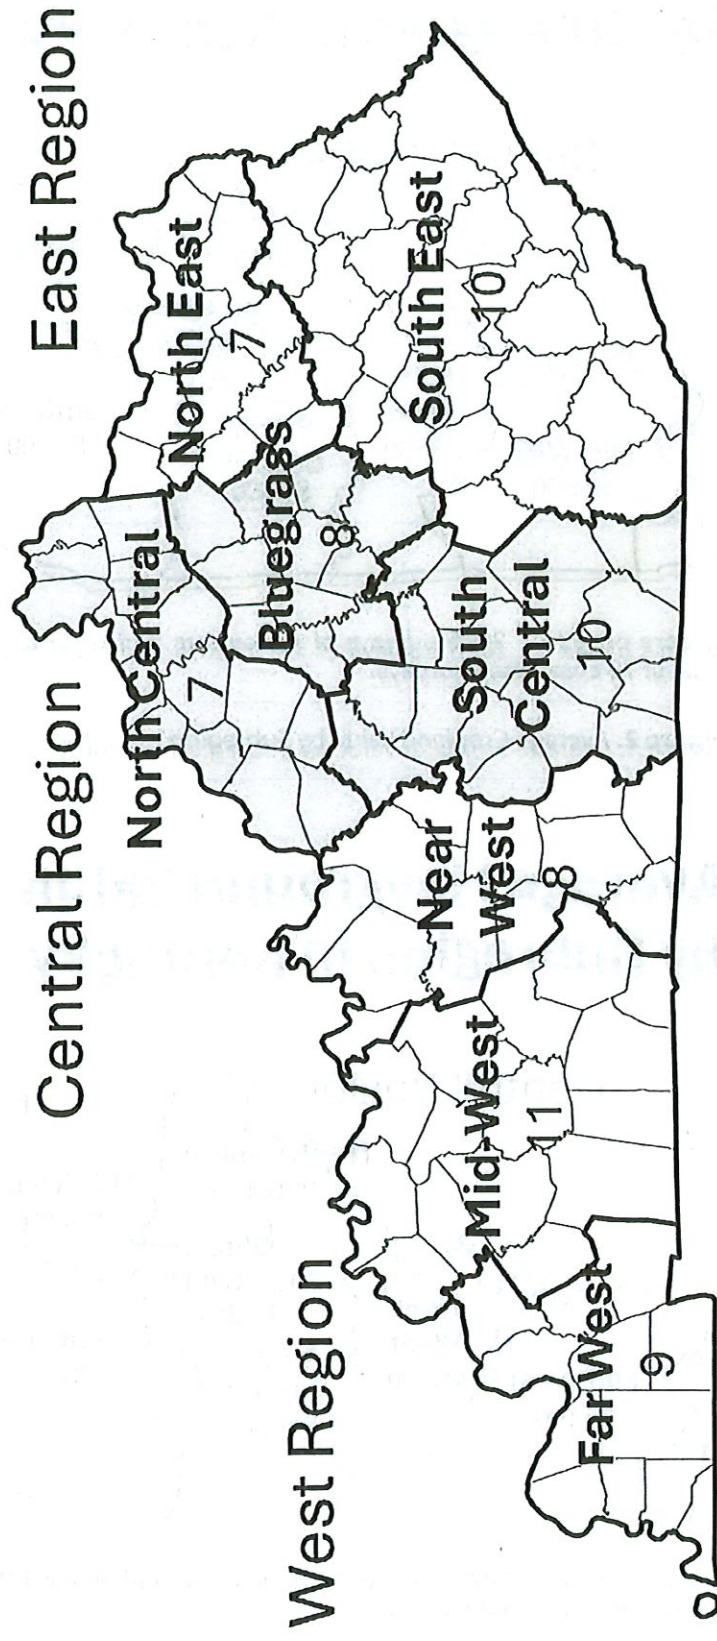 West Region
Central Region
East Region
Far West
9
Mid-West
11
Near
West
8
North Central
7
Bluegrass
8
South
Central
10
North East
7
South East
10